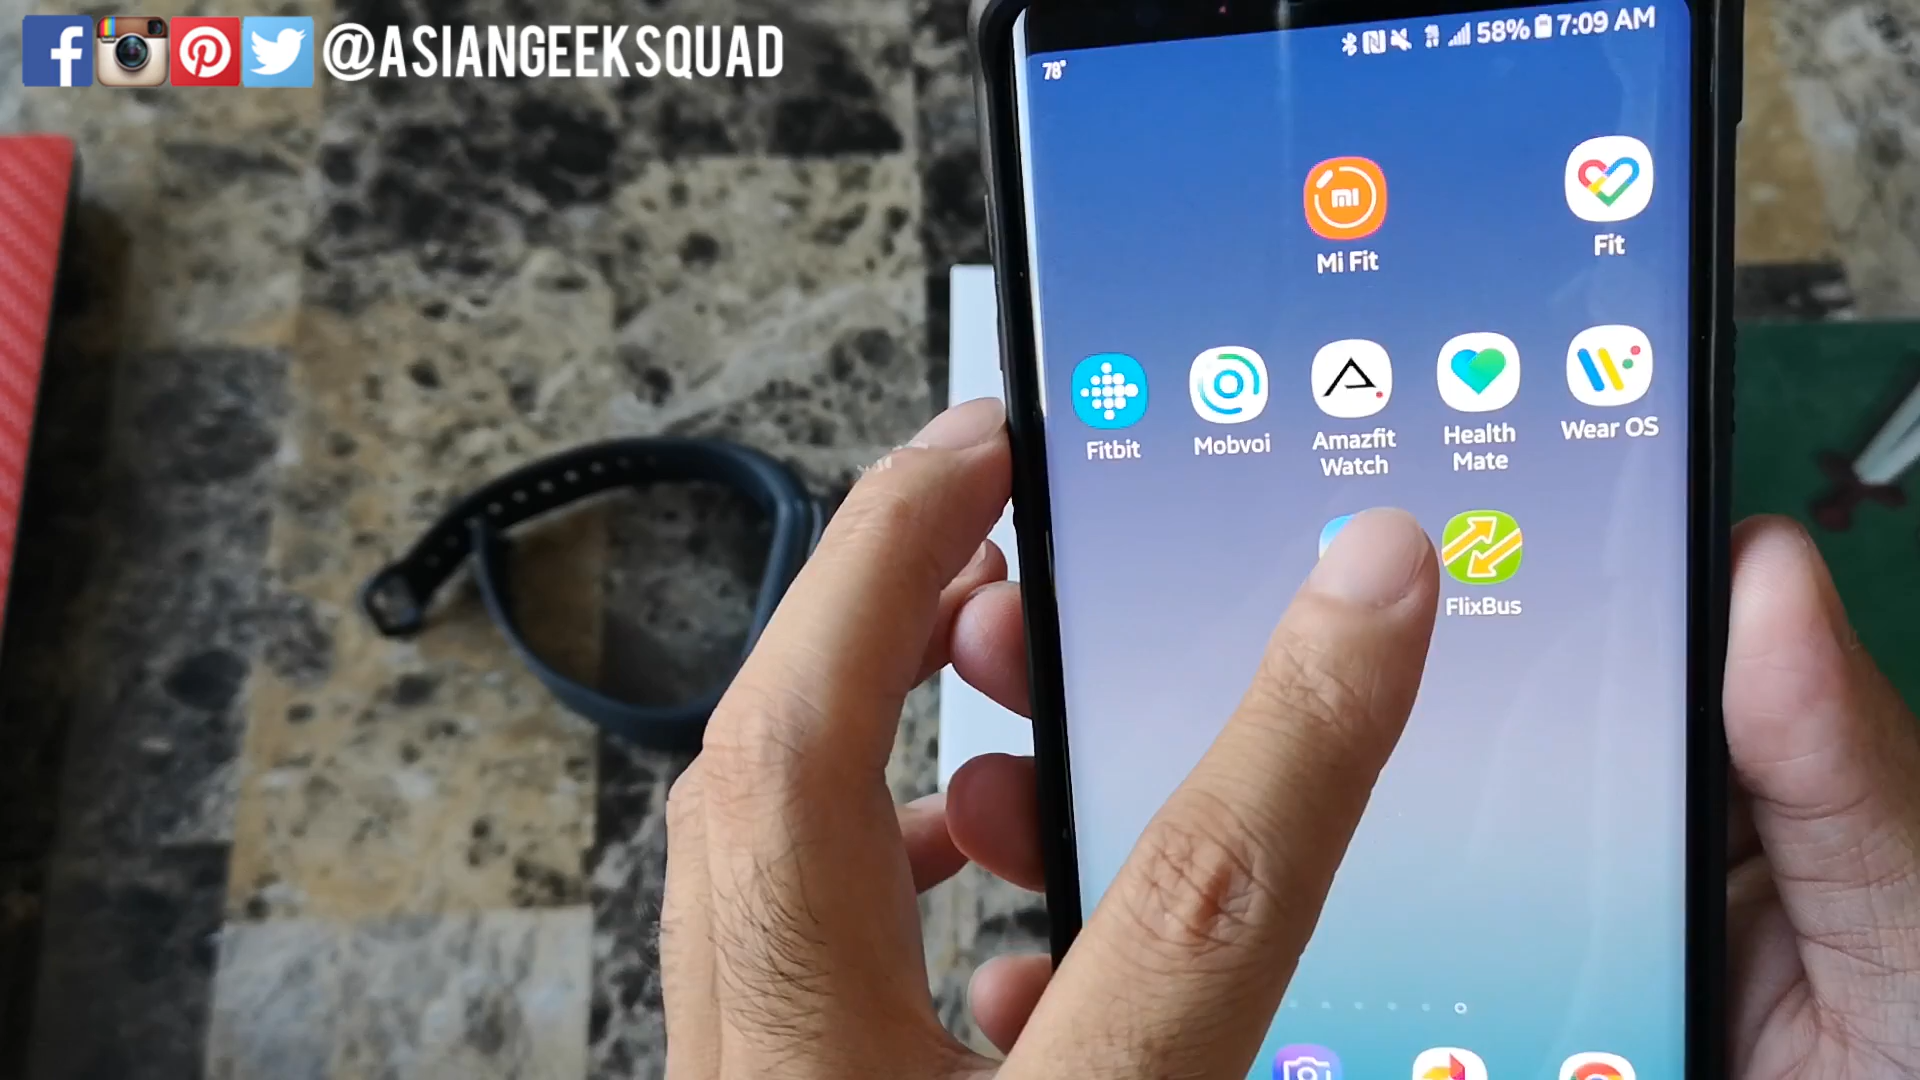 @ASIANGEEKSQUAD
58% 7:09 AM
78°
Mi Fit
Fit
Fitbit
Mobvoi
Amazfit
Watch
Health
Mate
Wear OS
FlixBus